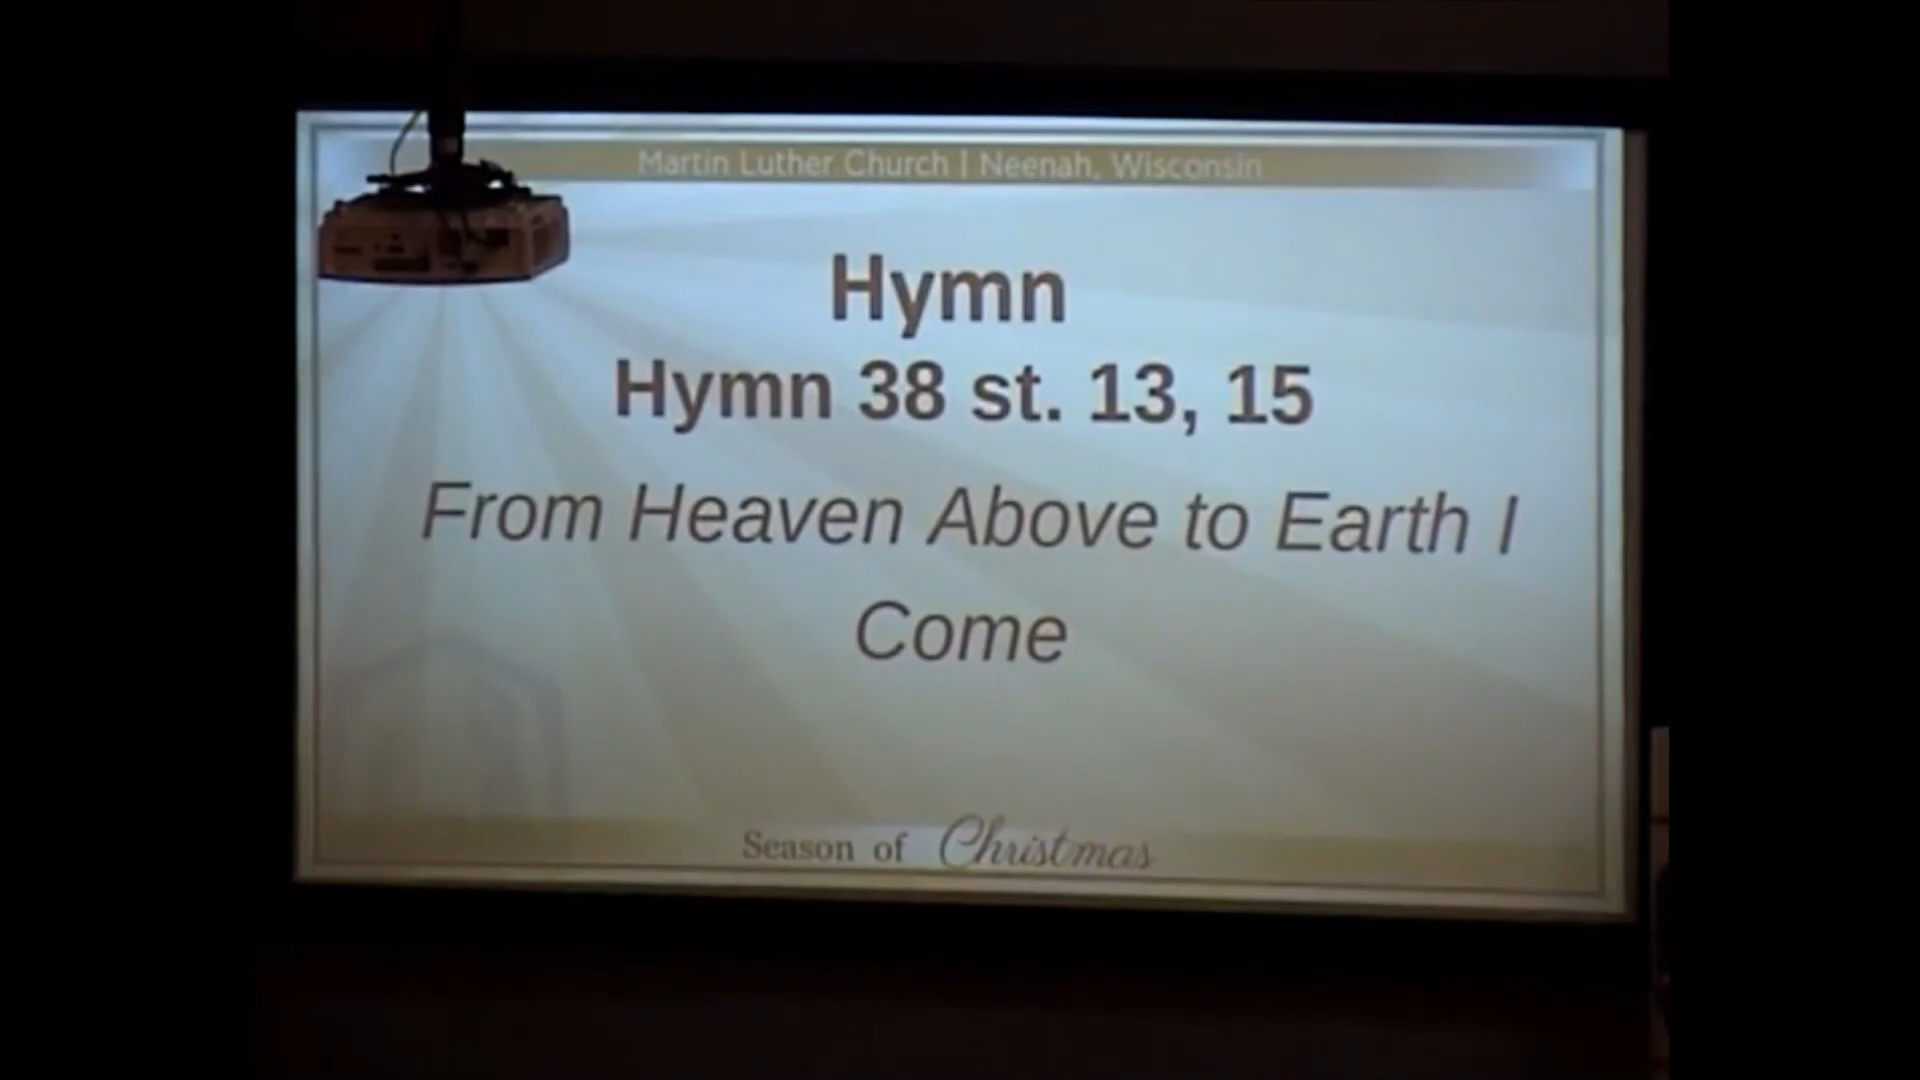 Martin Luther Church | Neenah, Wisconsin
Hymn
Hymn 38 st. 13, 15
From Heaven Above to Earth I
Come
Season of Christmas